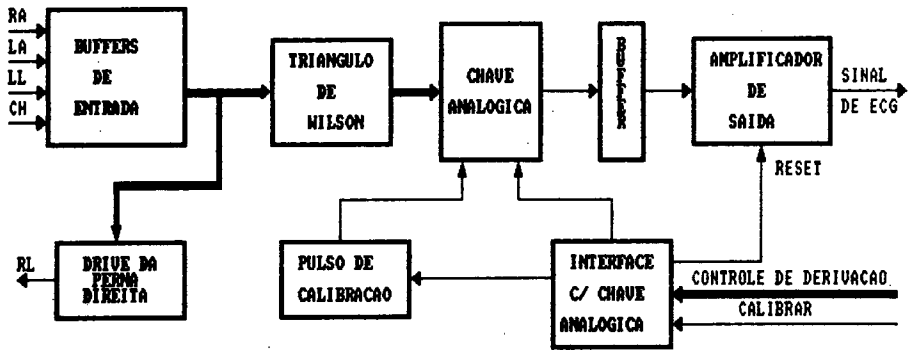 RA
LA
LL
CH
BUFFERS
DE
ENTRADA
TRIANGULO
DE
WILSON
CHAVE
ANALOGICA
AMPLIFICADOR
DE
SAIDA
SINAL
DE ECG
RESET
RL
DRIVE DA
PERNA
DIREITA
PULSO DE
CALIBRACAO
INTERFACE
C/ CHAVE
ANALOGICA
CONTROLE DE DERIVACAO
CALIBRAR